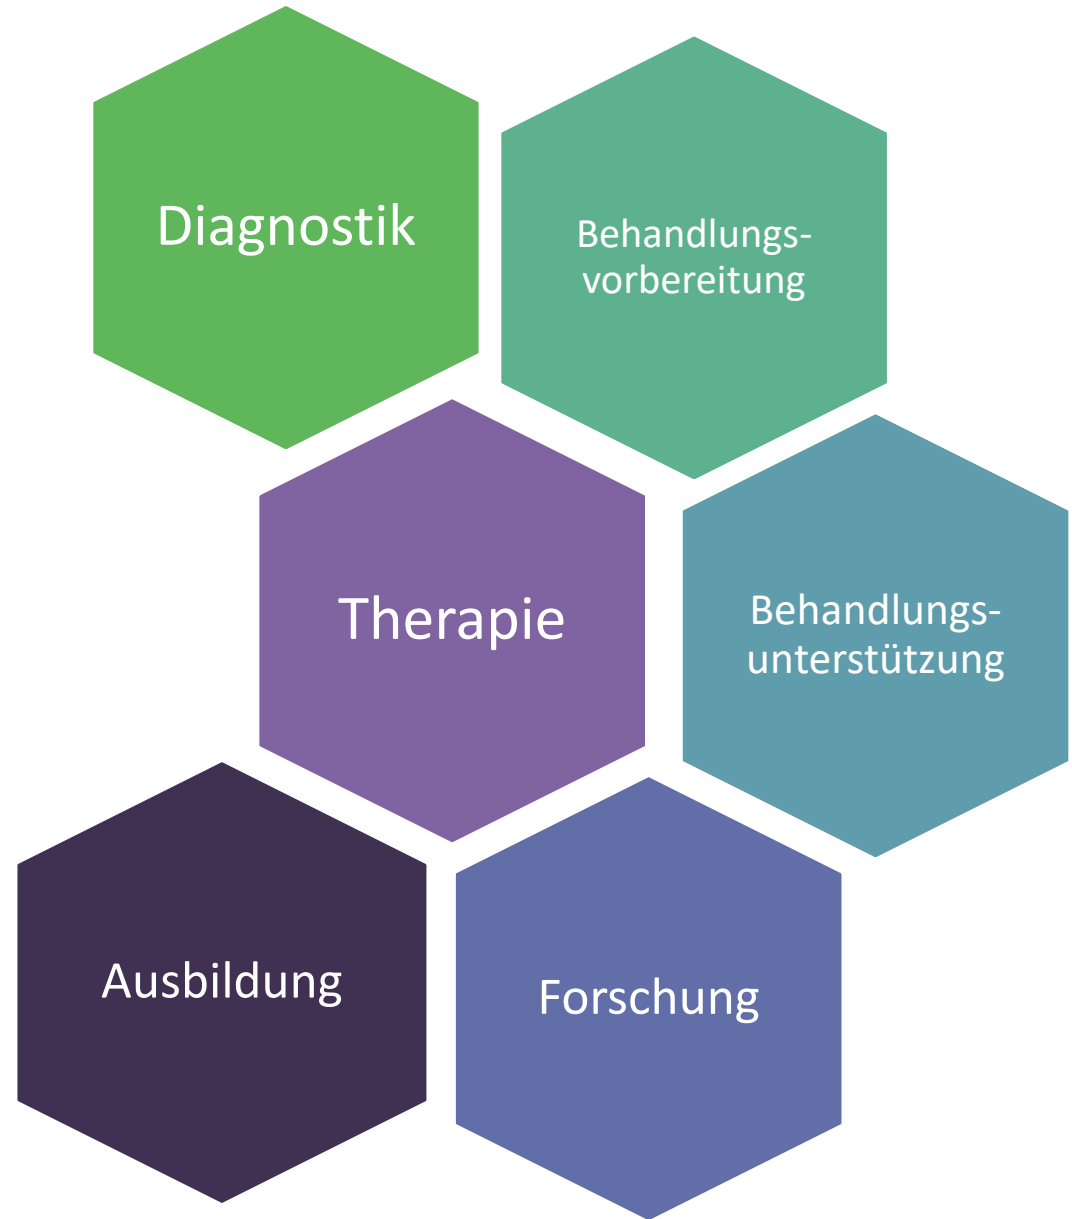 Diagnostik
Behandlungs-
vorbereitung
Therapie
Behandlungs-
unterstützung
Ausbildung
Forschung